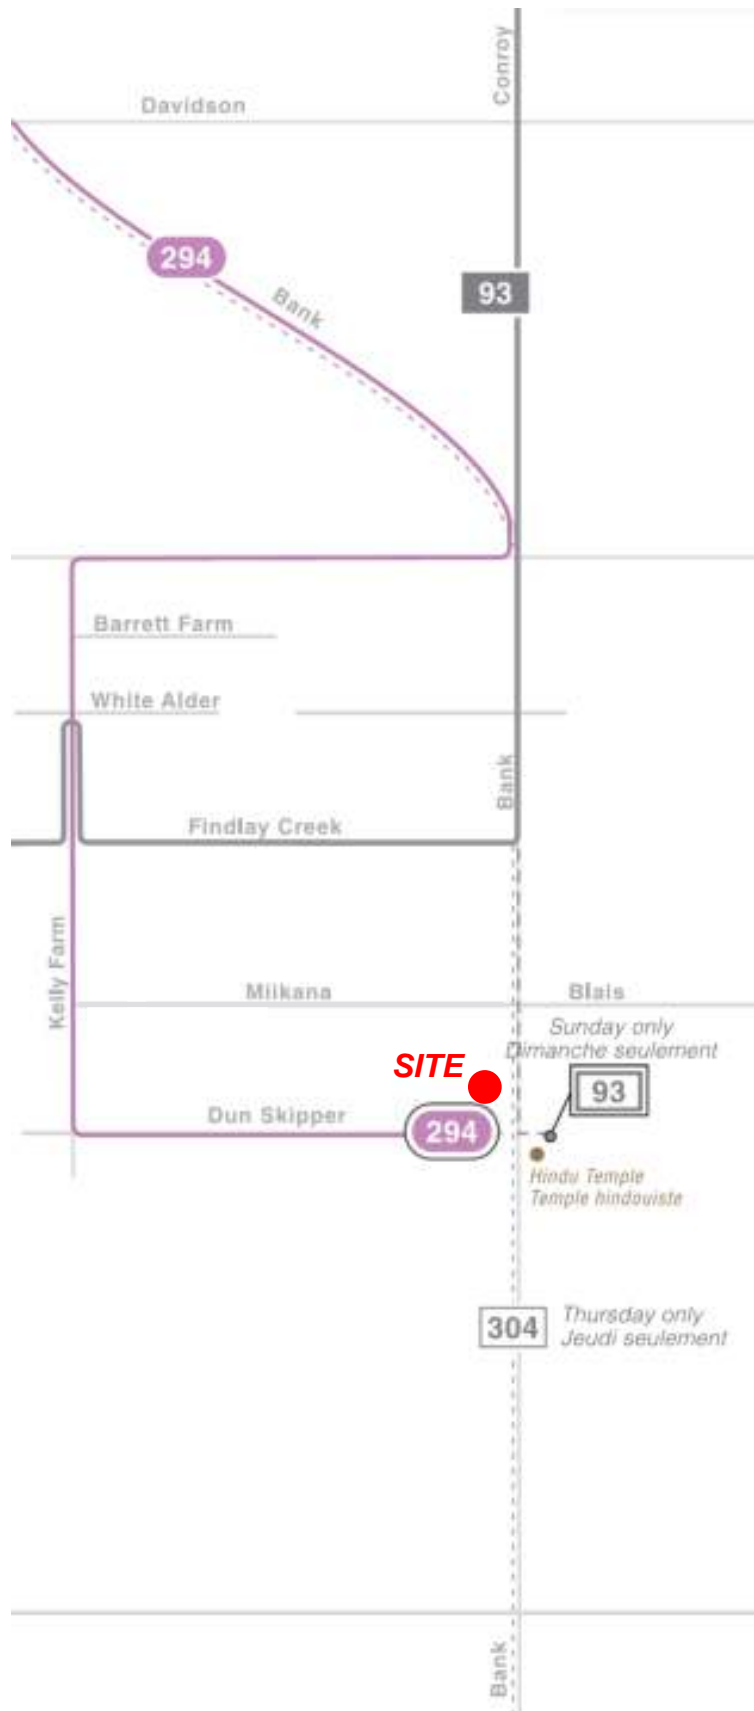 Conroy
Davidson
294
Bank
93
Barrett Farm
White Alder
Bank
Findlay Creek
Kelly Farm
Miikana
Blais
Sunday only
Dimanche seulement
SITE
93
Dun Skipper
294
Hindu Temple
Temple hindouiste
304
Thursday only
Jeudi seulement
Bank